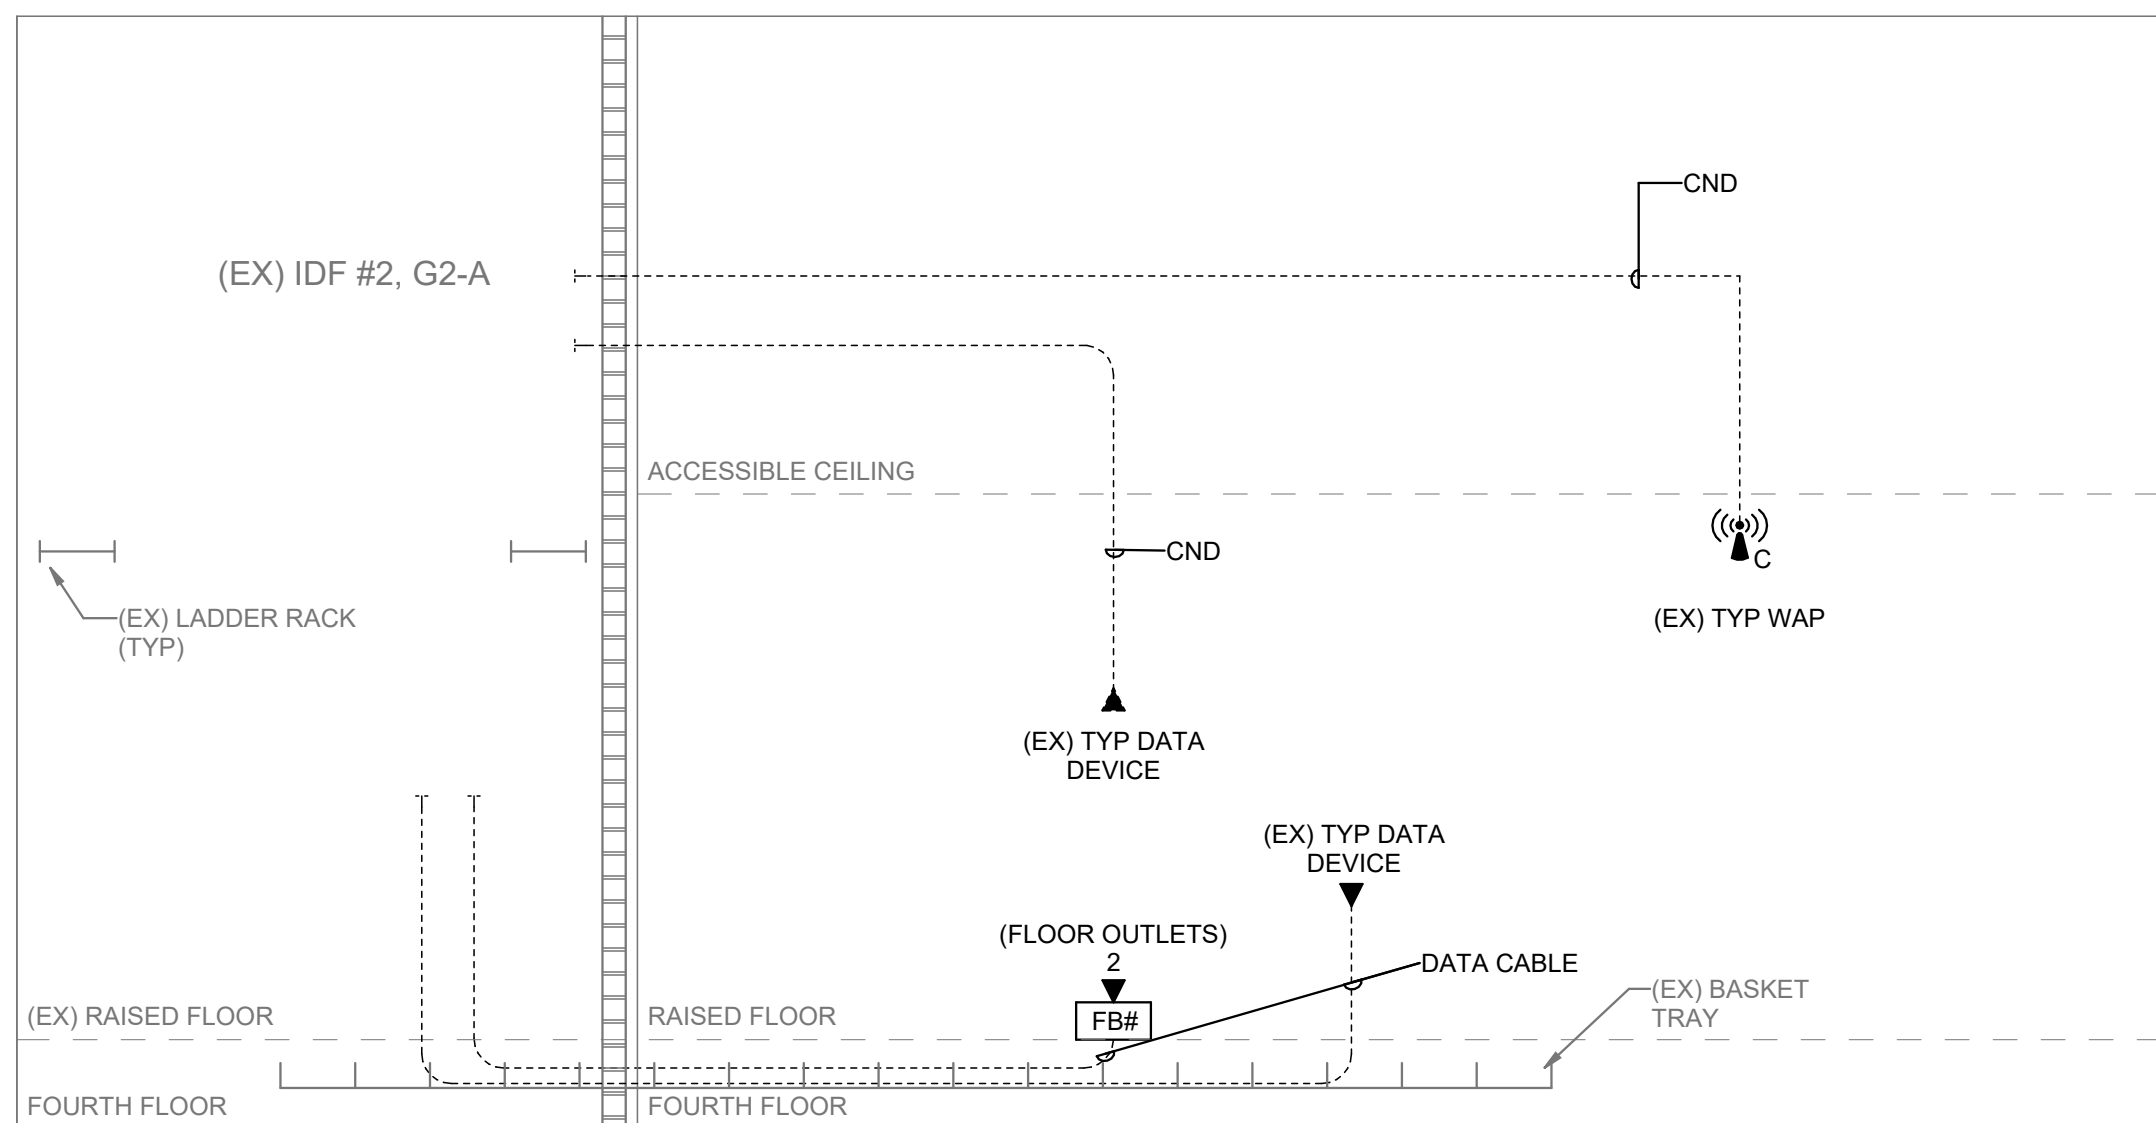 CND
(EX) IDF #2, G2-A
ACCESSIBLE CEILING
CND
C
(EX) LADDER RACK
(TYP)
(EX) TYP WAP
(EX) TYP DATA
DEVICE
(EX) TYP DATA
DEVICE
(FLOOR OUTLETS)
2
DATA CABLE
(EX) BASKET
TRAY
(EX) RAISED FLOOR
RAISED FLOOR
FB#
FOURTH FLOOR
FOURTH FLOOR